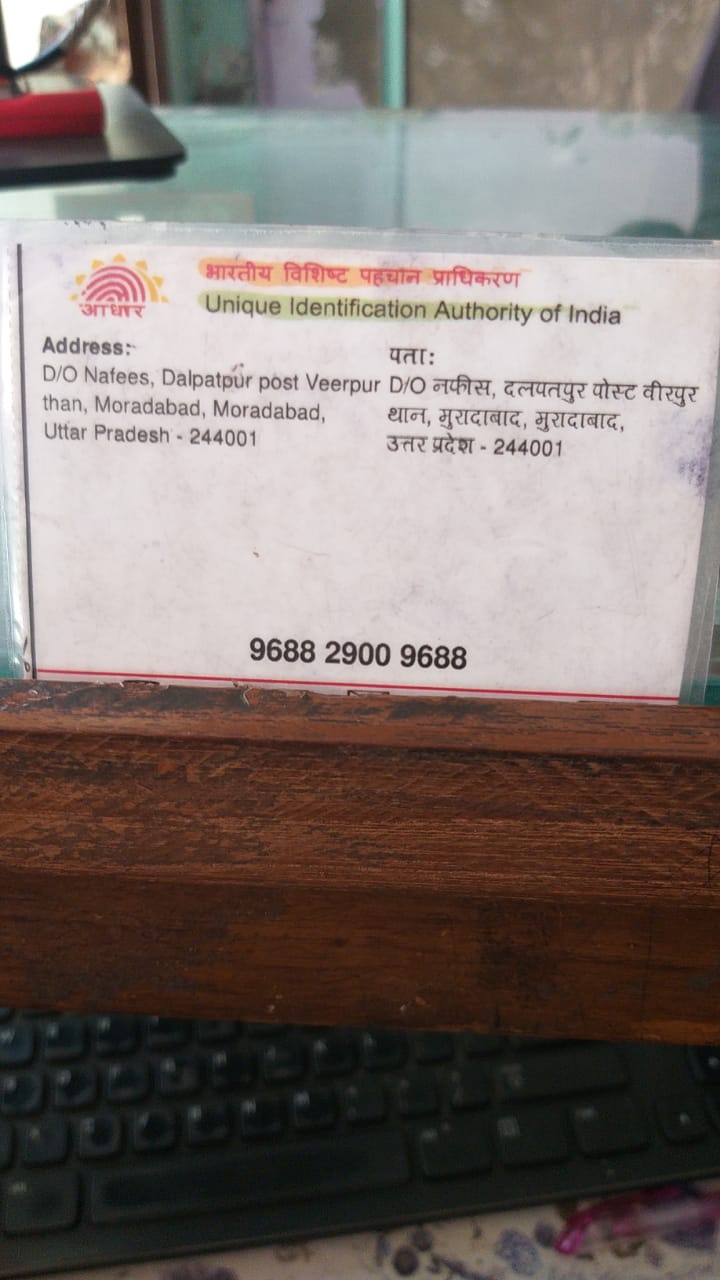 आधार
भारतीय विशिष्ट पहचान प्राधिकरण
Unique Identification Authority of India
Address:
D/O Nafees, Dalpatpur post Veerpur
than, Moradabad, Moradabad,
Uttar Pradesh - 244001
पता:
D/O नफीस, दलपतपुर पोस्ट वीरपुर
थान, मुरादाबाद, मुरादाबाद,
उत्तर प्रदेश - 244001
9688 2900 9688